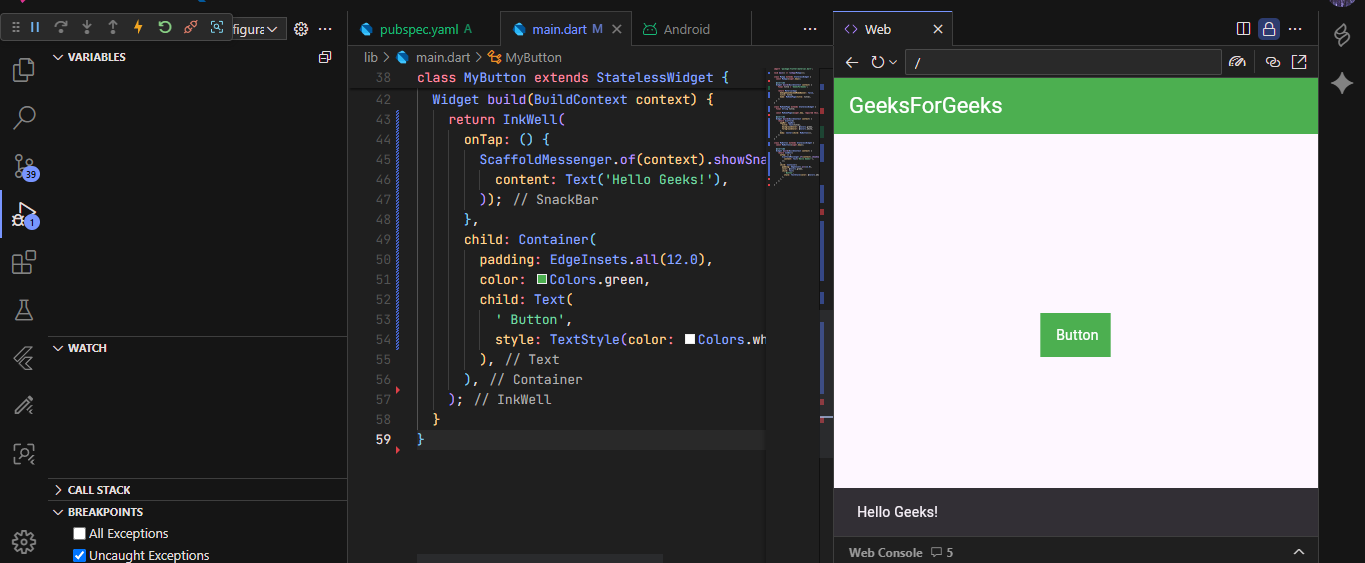 figura
VARIABLES
WATCH
CALL STACK
BREAKPOINTS
All Exceptions
Uncaught Exceptions
39
1
pubspec.yaml A
main.dart M
Android
lib > main.dart > MyButton
38 class MyButton extends StatelessWidget {
42 Widget build(BuildContext context) {
43 return InkWell(
44 onTap: () {
45 ScaffoldMessenger.of(context).showSna
46 content: Text('Hello Geeks!'),
47 )); // SnackBar
48 },
49 child: Container(
50 padding: EdgeInsets.all(12.0),
51 color: Colors.green,
52 child: Text(
53 ' Button',
54 style: TextStyle(color: Colors.wh
55 ), // Text
56 ), // Container
57 ); // InkWell
58 }
59 }
Web
/
GeeksForGeeks
Button
Hello Geeks!
Web Console 5